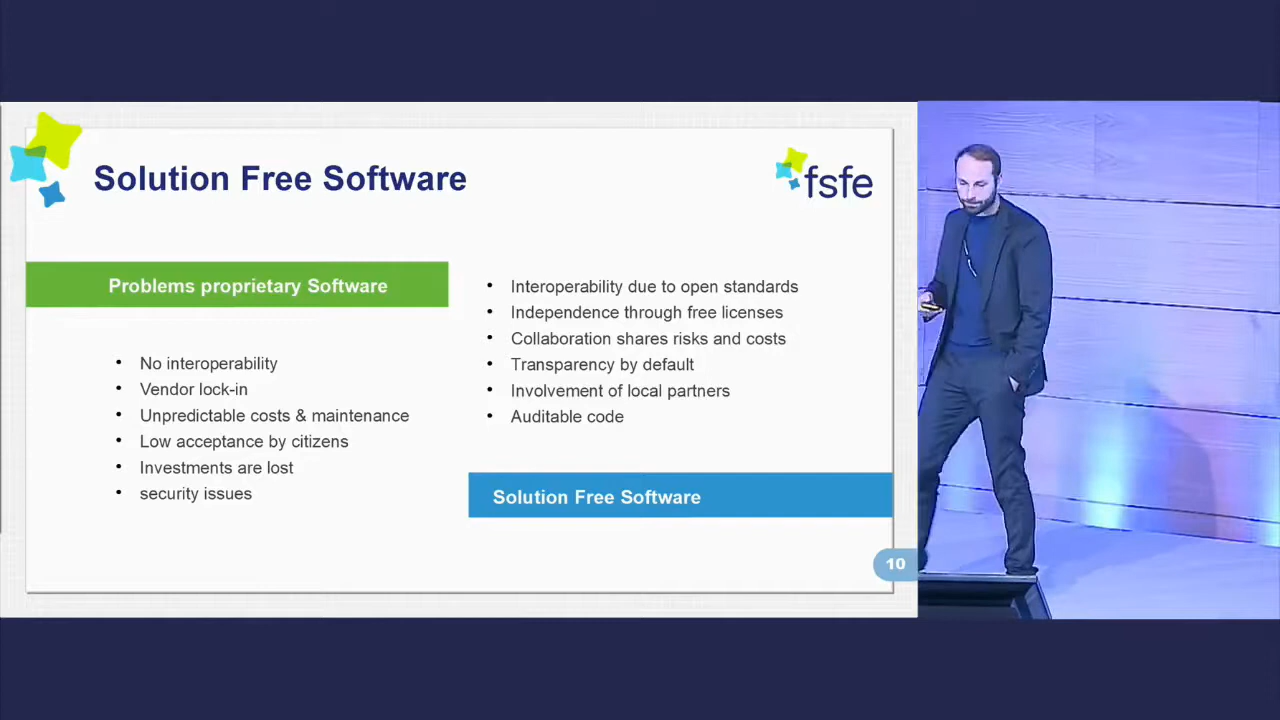 Solution Free Software
fsfe
Problems proprietary Software
• No interoperability
• Vendor lock-in
• Unpredictable costs & maintenance
• Low acceptance by citizens
• Investments are lost
• security issues
• Interoperability due to open standards
• Independence through free licenses
• Collaboration shares risks and costs
• Transparency by default
• Involvement of local partners
• Auditable code
Solution Free Software
10